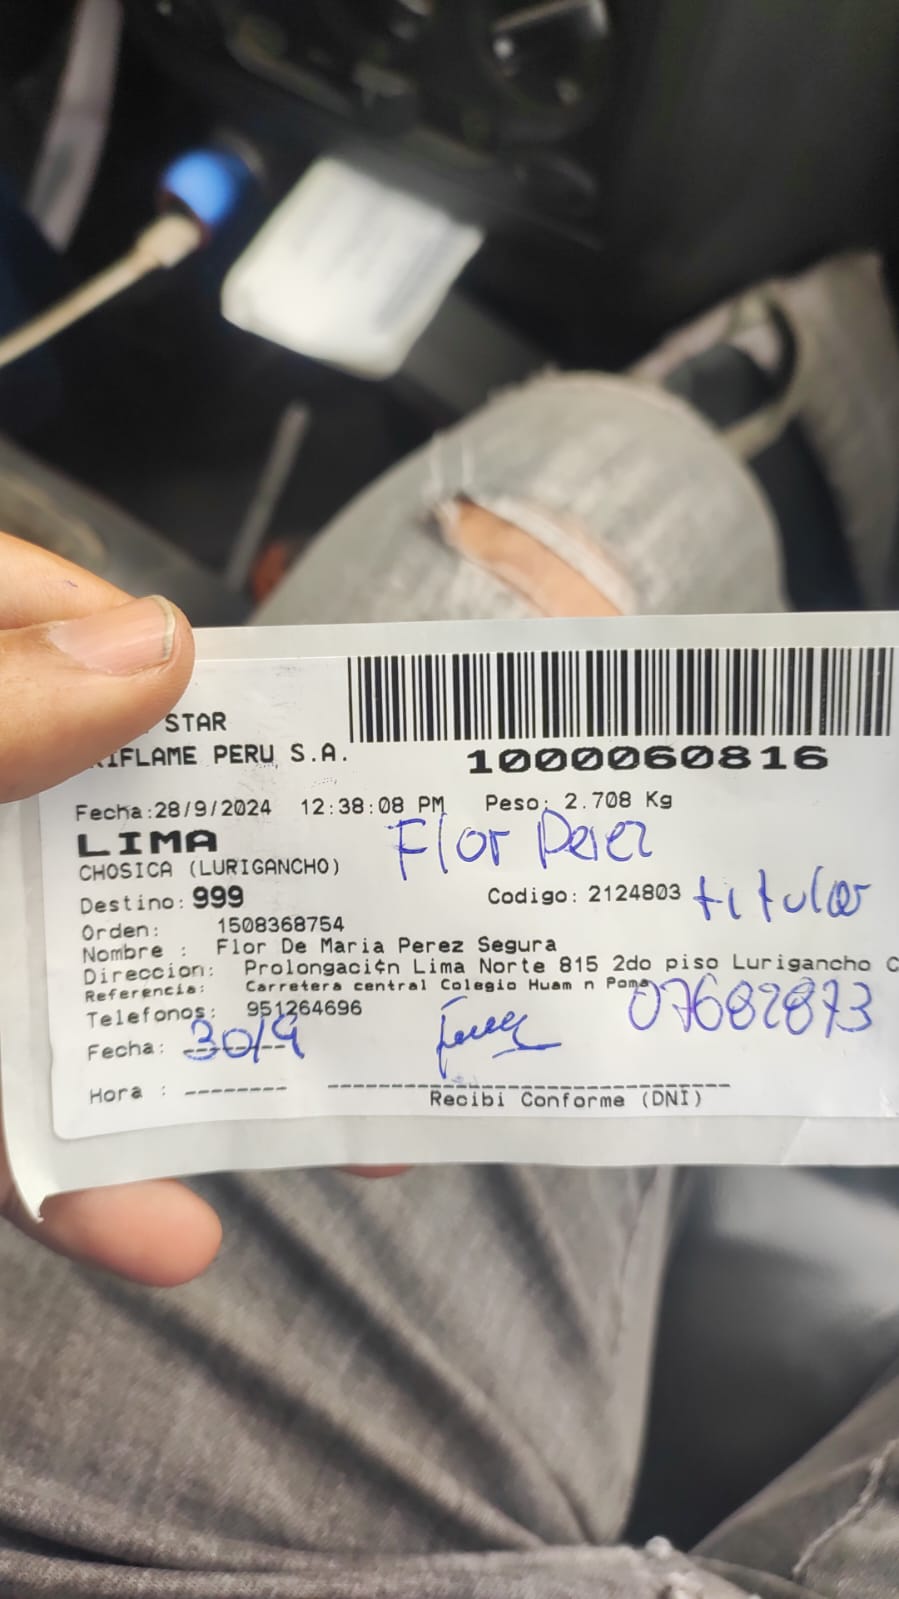 STAR
RIFLAME PERU S.A.
1000060816
Fecha:28/9/2024 12:38:08 PM Peso: 2.708 Kg
LIMA
Flor Perez
CHOSICA (LURIGANCHO)
Destino: 999
Codigo: 2124803
titular
Orden: 1508368754
Nombre : Flor De Maria Perez Segura
Direccion: Prolongaci¢n Lima Norte 815 2do piso Lurigancho C
Referencia: Carretera central Colegio Huam n Poma
Telefonos: 951264696
07682873
Fecha: 30/9
Hora : --------
Recibi Conforme (DNI)